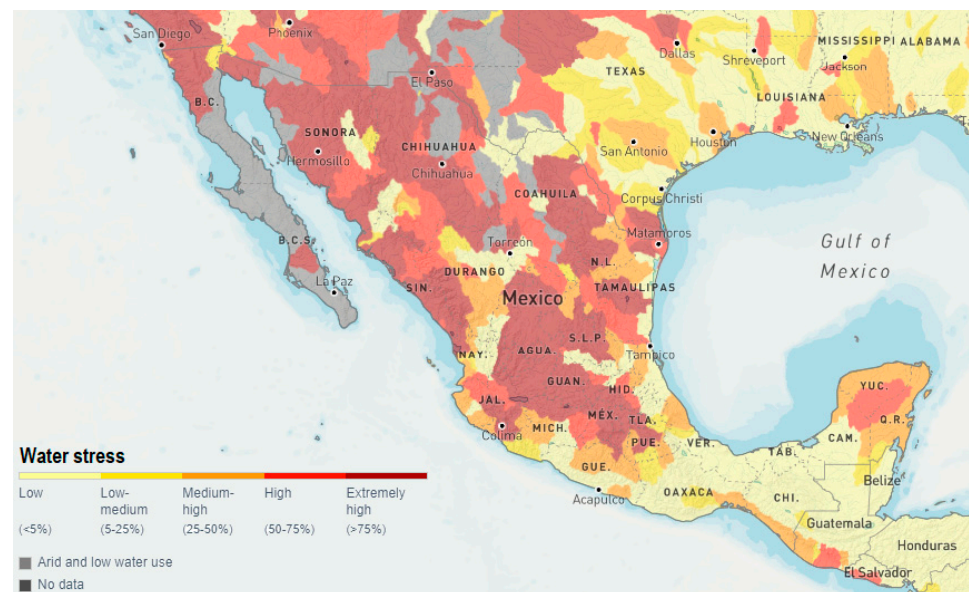 San Diego
Phoenix
Dallas
Shreveport
MISSISSIPPI
ALABAMA
Jackson
TEXAS
El Paso
LOUISIANA
B.C.
SONORA
Hermosillo
CHIHUAHUA
Chihuahua
San Antonio
Houston
New Orleans
COAHUILA
Corpus Christi
B.C.S.
La Paz
Torreón
Matamoros
Gulf of
Mexico
N.L.
DURANGO
SIN.
Mexico
TAMAULIPAS
S.L.P.
Tampico
NAY.
AGUA.
GUAN.
HID.
YUC.
JAL.
MÉX.
TLA.
Q.R.
Colima
MICH.
PUE.
VER.
CAM.
TAB.
GUE.
Belize
Acapulco
OAXACA
CHI.
Guatemala
Honduras
El Salvador
Water stress
Low
Low-
medium
Medium-
high
High
Extremely
high
(<5%)
(5-25%)
(25-50%)
(50-75%)
(>75%)
Arid and low water use
No data